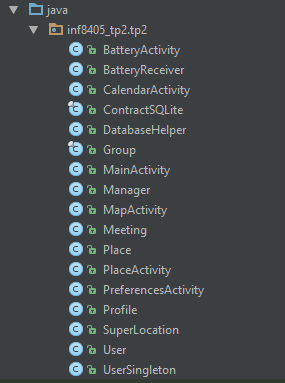 java
inf8405_tp2.tp2
BatteryActivity
BatteryReceiver
CalendarActivity
ContractSQLite
DatabaseHelper
Group
MainActivity
Manager
MapActivity
Meeting
Place
PlaceActivity
PreferencesActivity
Profile
SuperLocation
User
UserSingleton